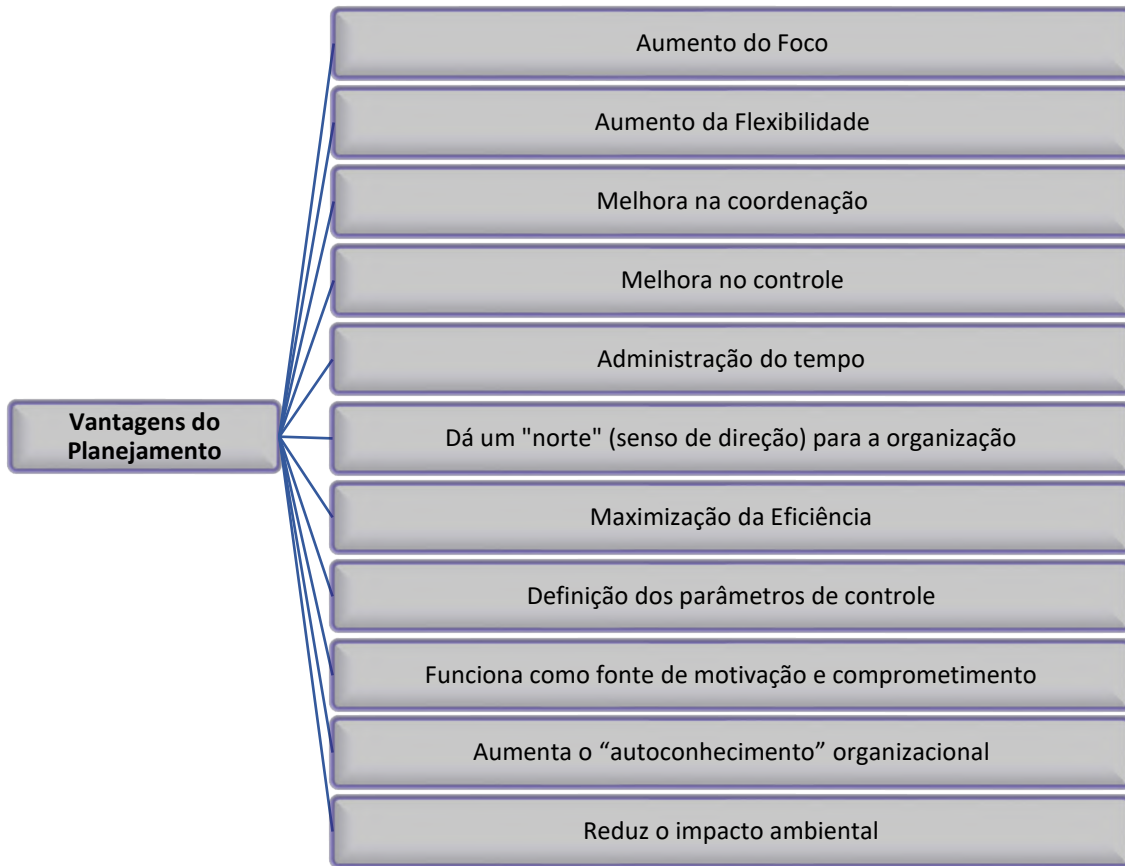 Aumento do Foco
Aumento da Flexibilidade
Melhora na coordenação
Melhora no controle
Administração do tempo
Vantagens do
Planejamento
Dá um "norte" (senso de direção) para a organização
Maximização da Eficiência
Definição dos parâmetros de controle
Funciona como fonte de motivação e comprometimento
Aumenta o “autoconhecimento” organizacional
Reduz o impacto ambiental